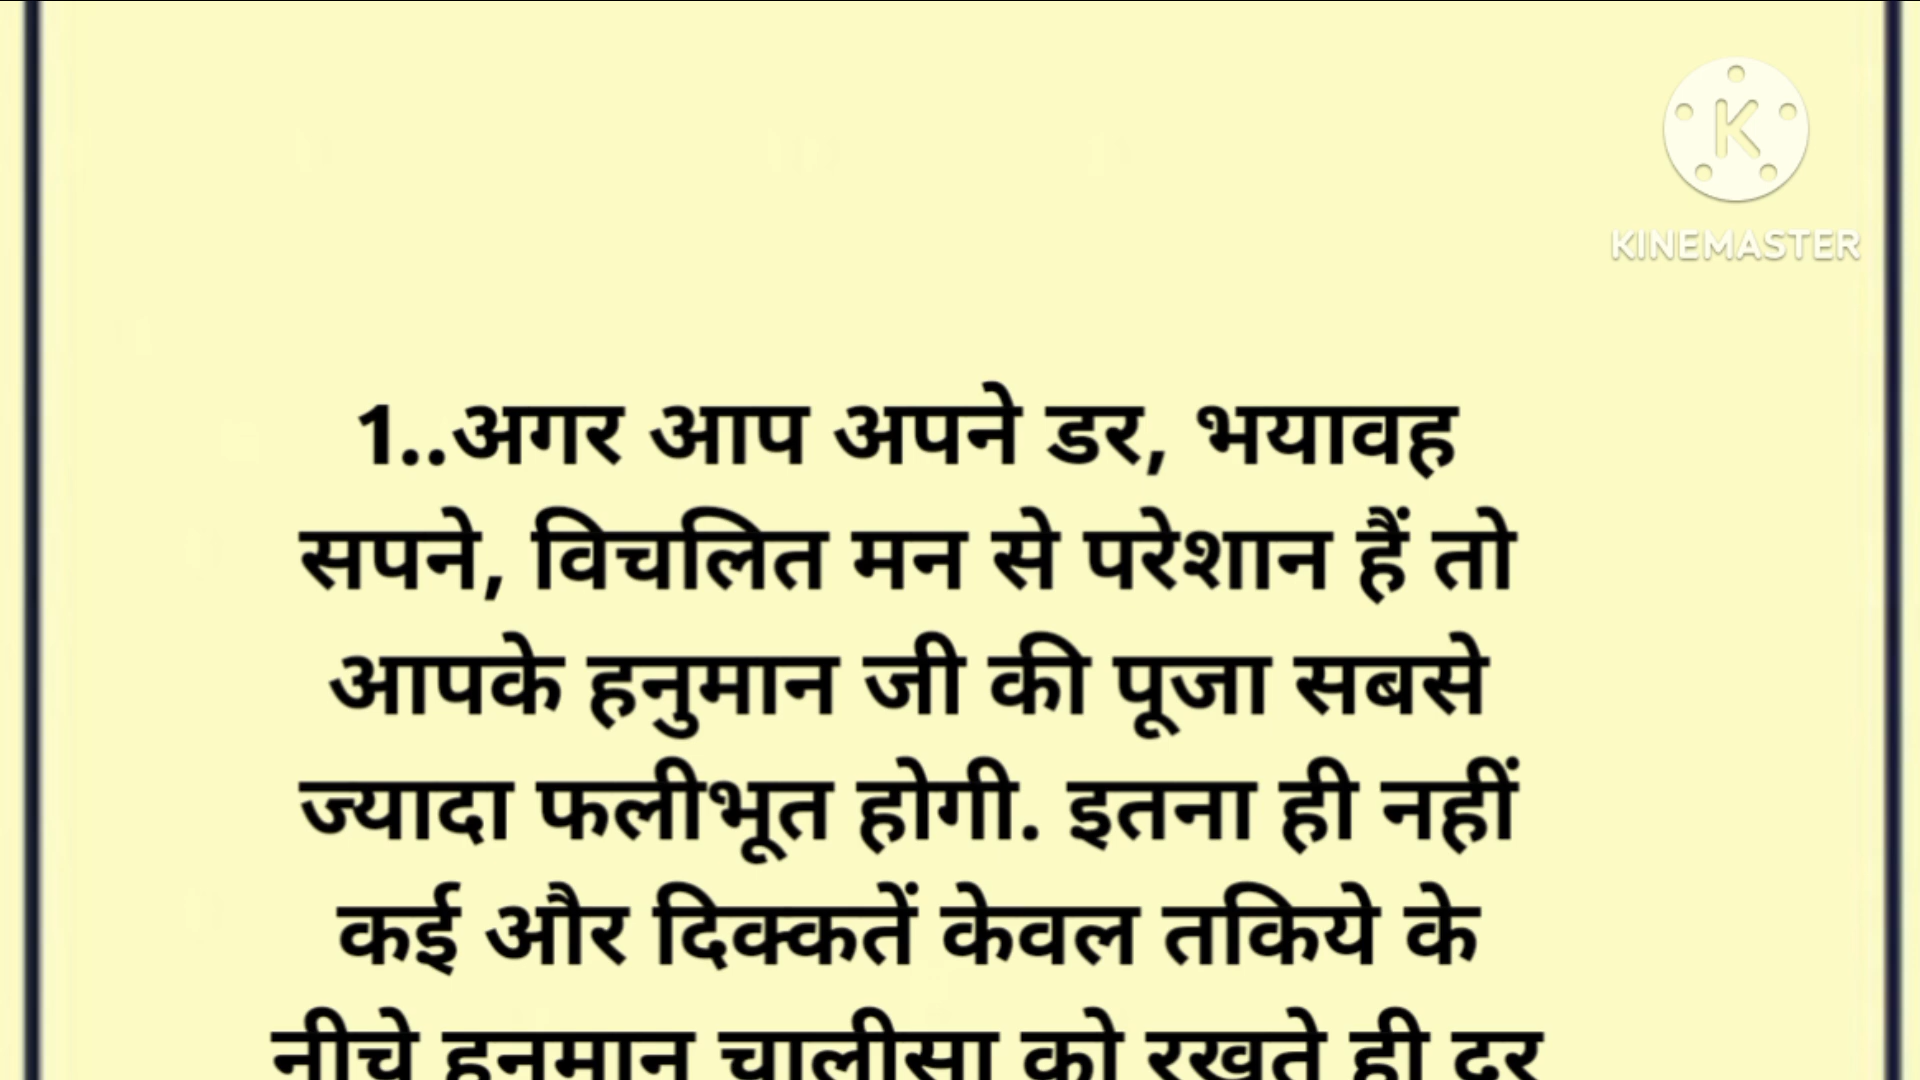 KINEMASTER
1..अगर आप अपने डर, भयावह
सपने, विचलित मन से परेशान हैं तो
आपके हनुमान जी की पूजा सबसे
ज्यादा फलीभूत होगी. इतना ही नहीं
कई और दिक्कतें केवल तकिये के
नीचे हनुमान चालीसा को रखते ही दूर